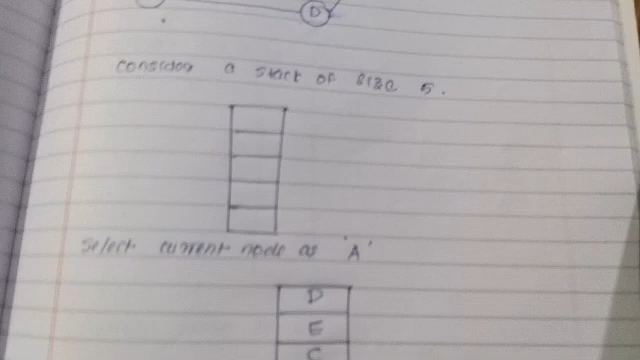 D
consider a stack of size 5.
select current node as 'A'
D
E
C